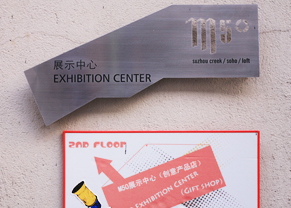 m50
suzhou creek / soho / loft
展示中心
EXHIBITION CENTER
2ND FLOOR
M50展示中心（创意产品店）
EXHIBITION CENTER
(Gift shop)